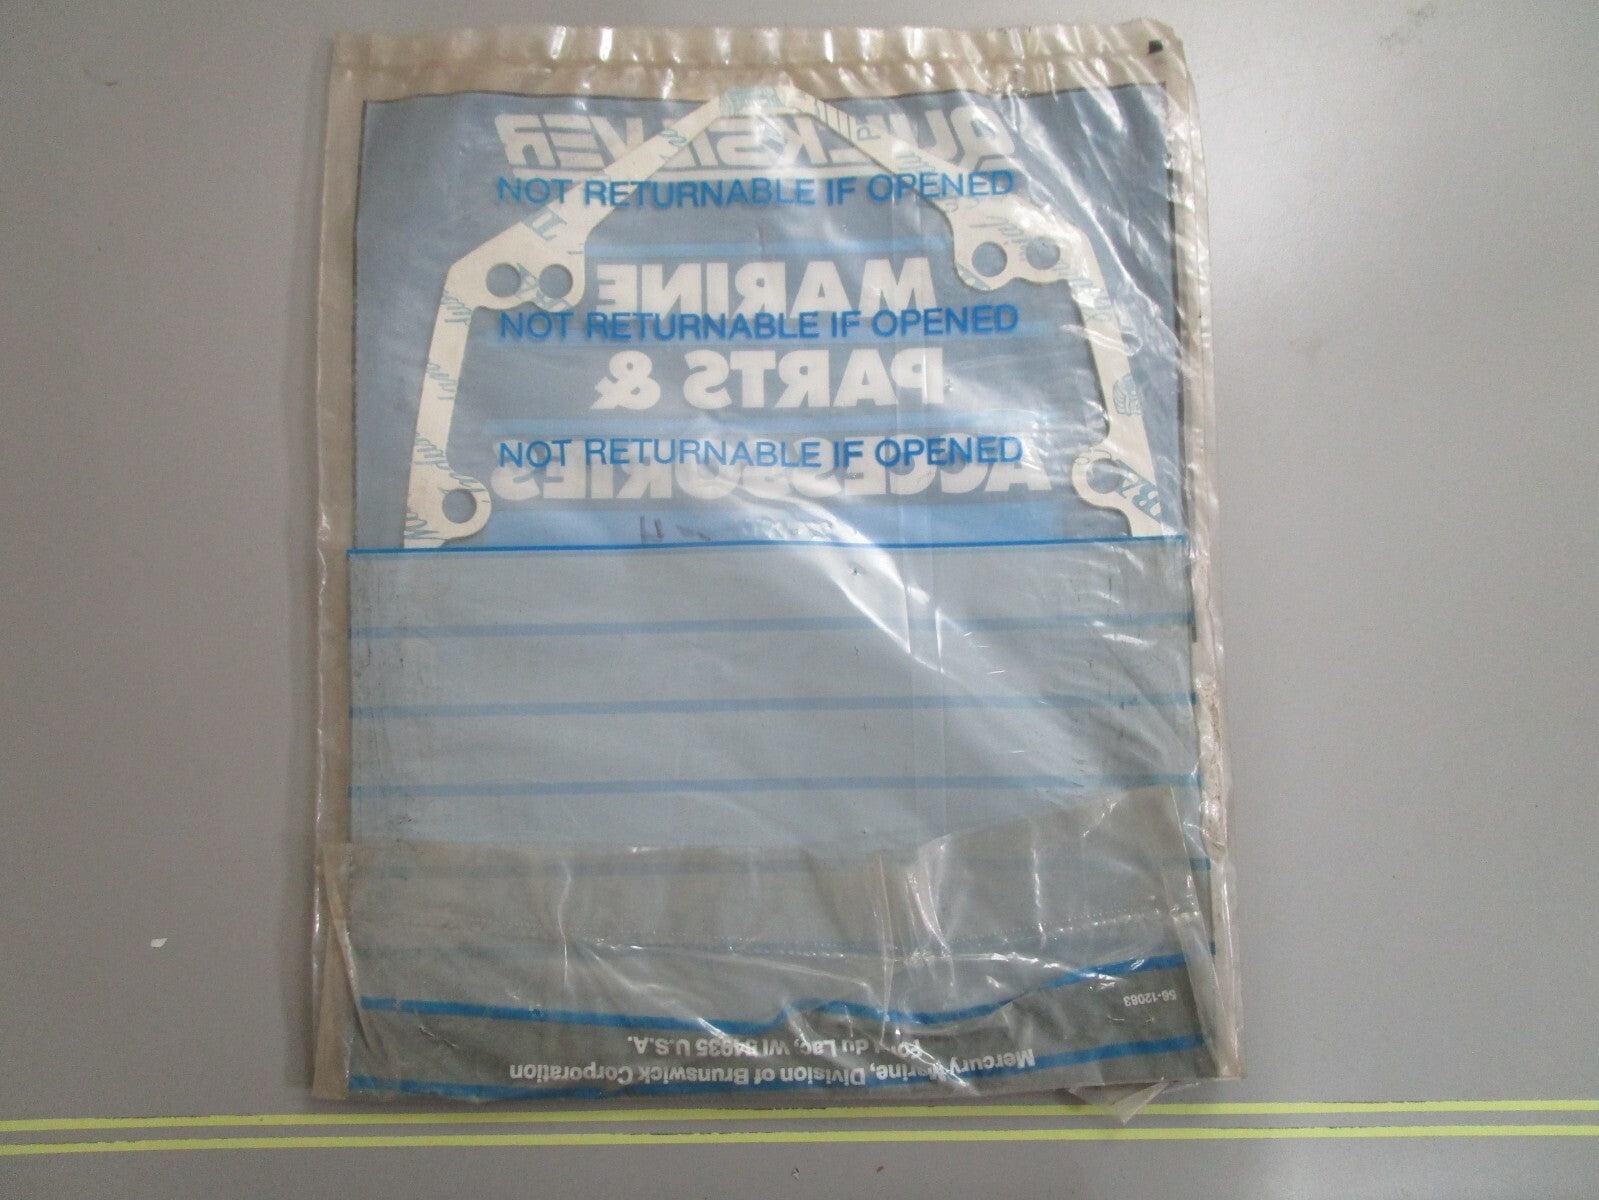 QUICKSILVER
NOT RETURNABLE IF OPENED
MARINE
NOT RETURNABLE IF OPENED
PARTS &
NOT RETURNABLE IF OPENED
ACCESSORIES
56-12083
Mercury Marine, Division of Brunswick Corporation
Fond du Lac, WI 54935 U.S.A.